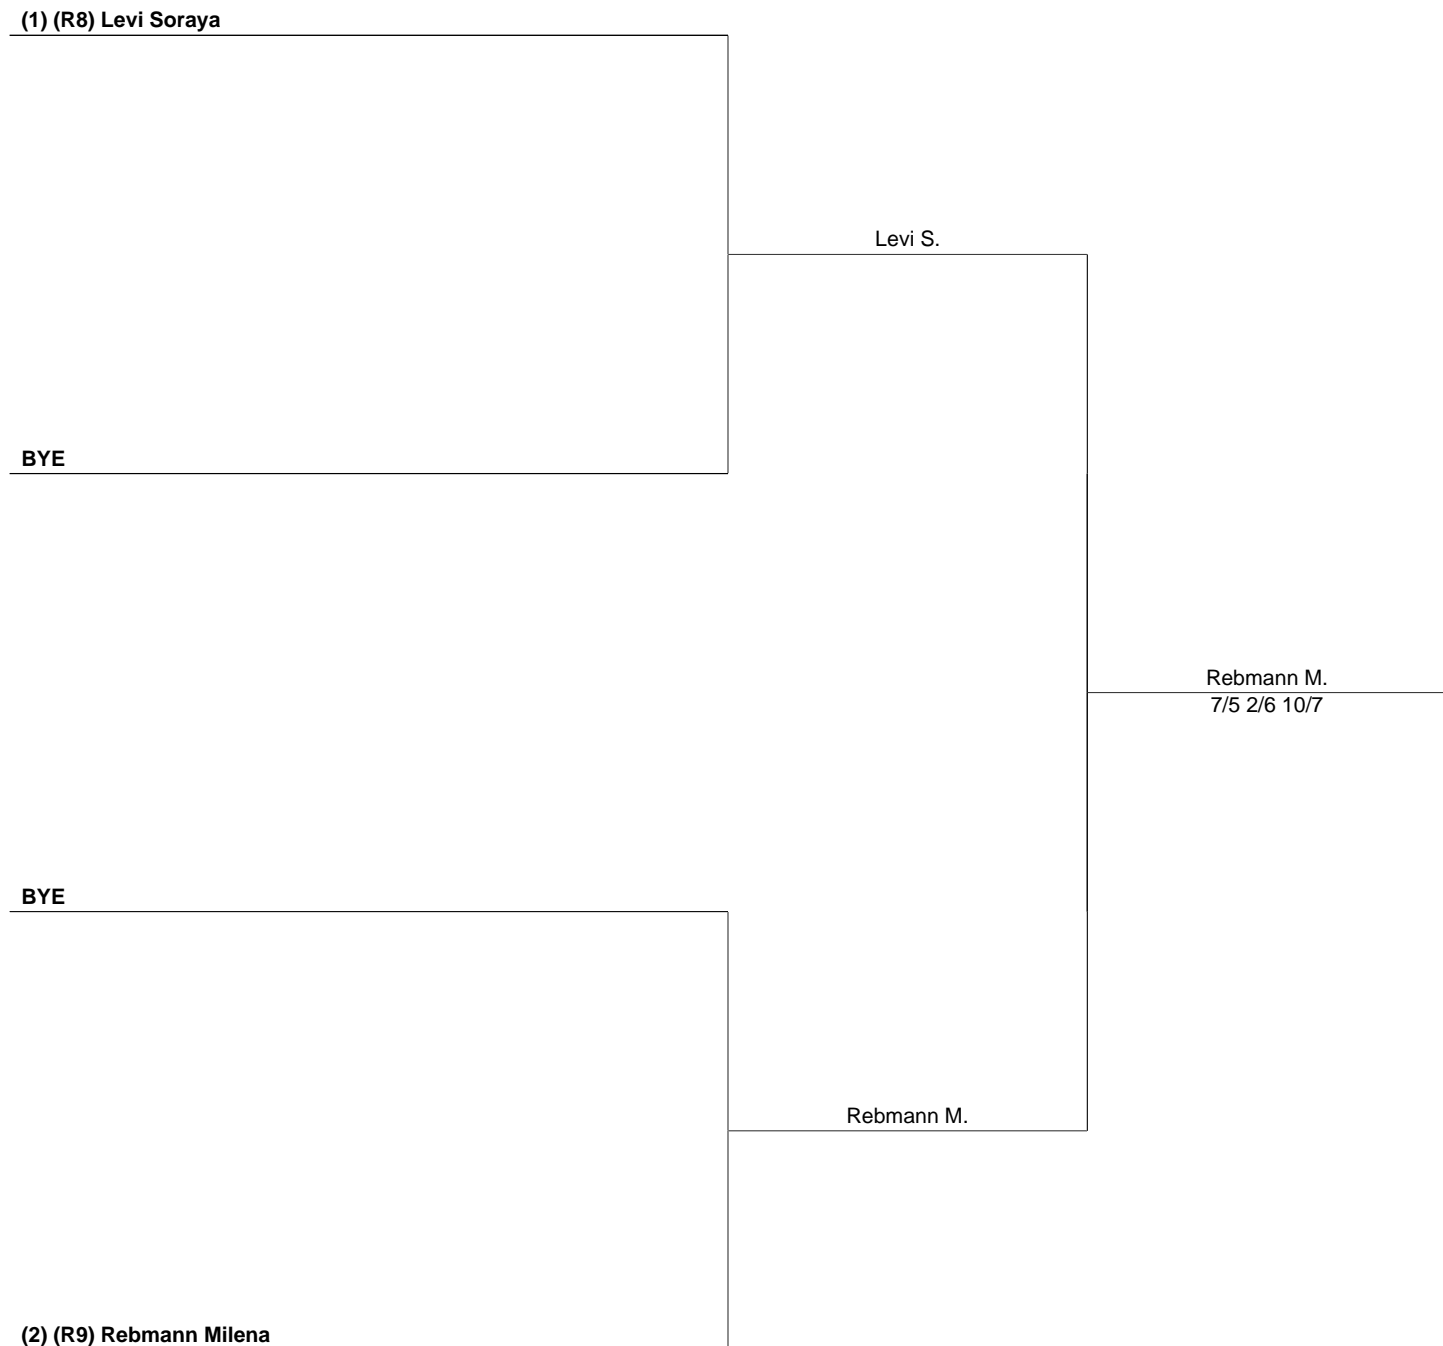 (1) (R8) Levi Soraya
Levi S.
BYE
Rebmann M.
7/5 2/6 10/7
BYE
Rebmann M.
(2) (R9) Rebmann Milena